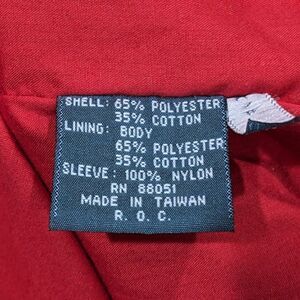 SHELL: 65% POLYESTER
35% COTTON
LINING: BODY
65% POLYESTER
35% COTTON
SLEEVE: 100% NYLON
RN 88051
MADE IN TAIWAN
R. O. C.